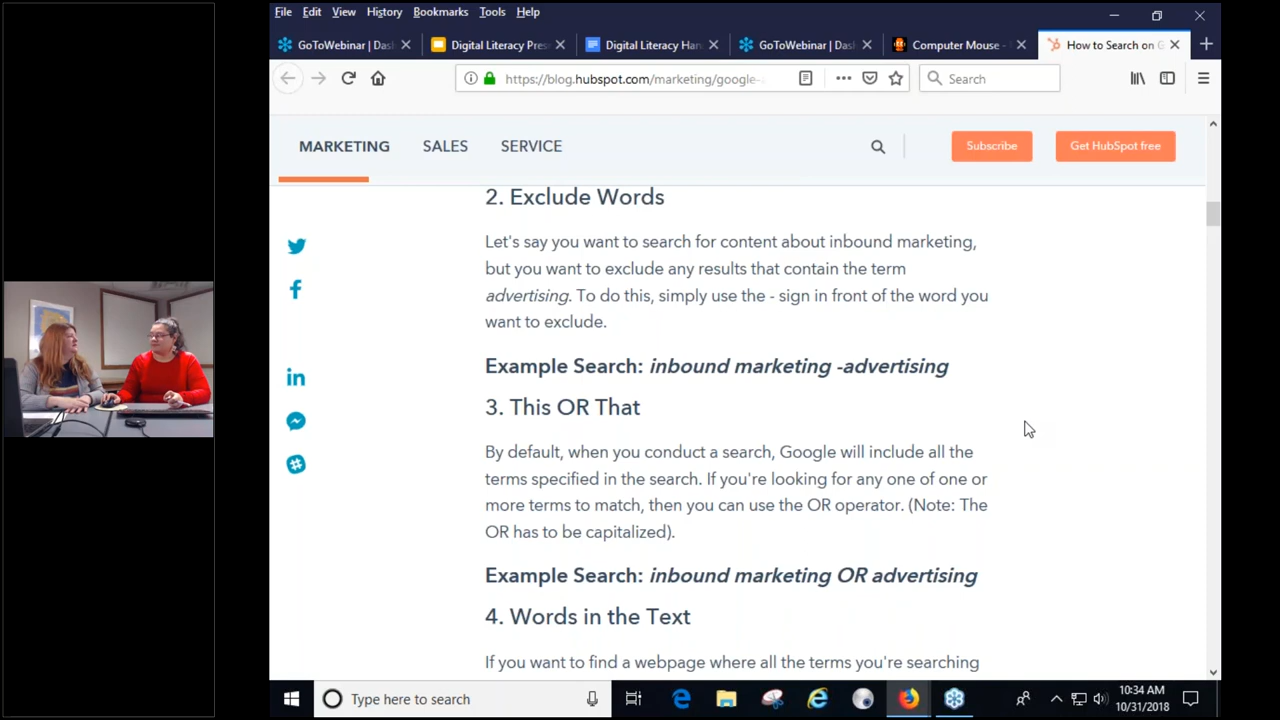 File Edit View History Bookmarks Tools Help
GoToWebinar | Das
Digital Literacy Pres
Digital Literacy Han
GoToWebinar | Das
Computer Mouse -
How to Search on G
https://blog.hubspot.com/marketing/google-
Search
MARKETING SALES SERVICE
Subscribe
Get HubSpot free
2. Exclude Words
Let's say you want to search for content about inbound marketing,
but you want to exclude any results that contain the term
advertising. To do this, simply use the - sign in front of the word you
want to exclude.
Example Search: inbound marketing -advertising
3. This OR That
By default, when you conduct a search, Google will include all the
terms specified in the search. If you're looking for any one of one or
more terms to match, then you can use the OR operator. (Note: The
OR has to be capitalized).
Example Search: inbound marketing OR advertising
4. Words in the Text
If you want to find a webpage where all the terms you're searching
Type here to search
10:34 AM
10/31/2018